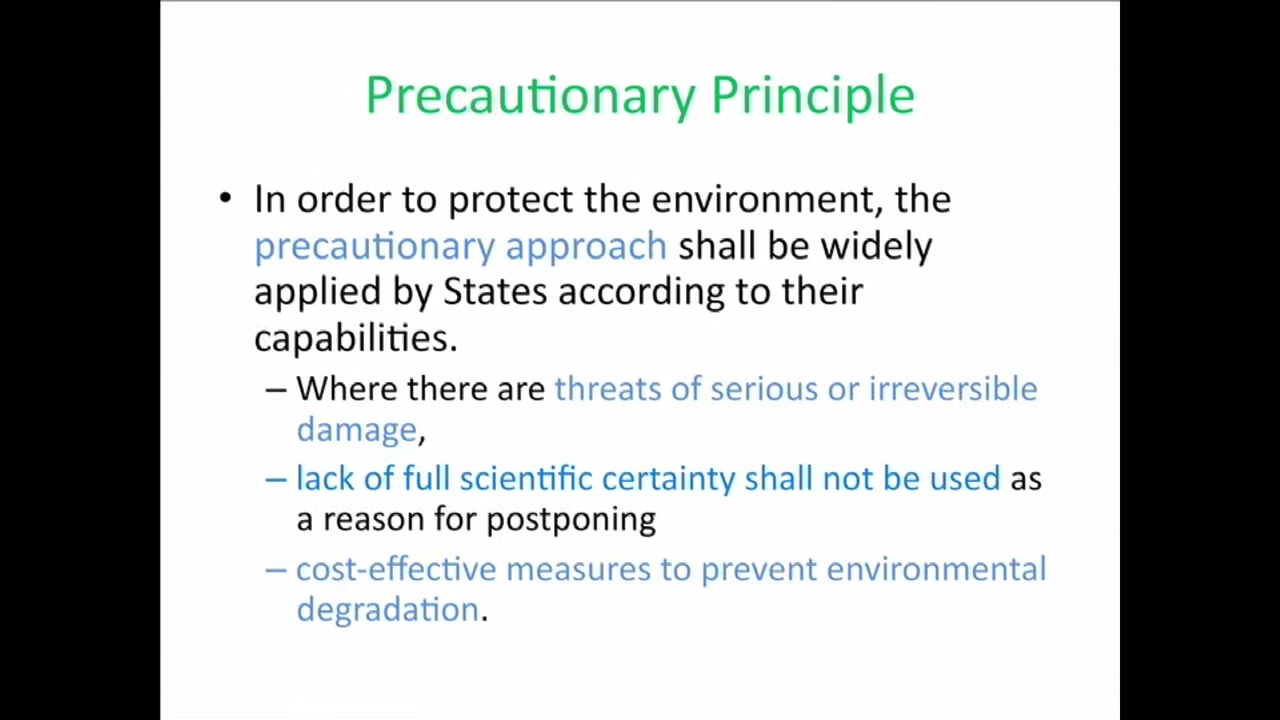 Precautionary Principle
• In order to protect the environment, the
precautionary approach shall be widely
applied by States according to their
capabilities.
– Where there are threats of serious or irreversible
damage,
– lack of full scientific certainty shall not be used as
a reason for postponing
– cost-effective measures to prevent environmental
degradation.